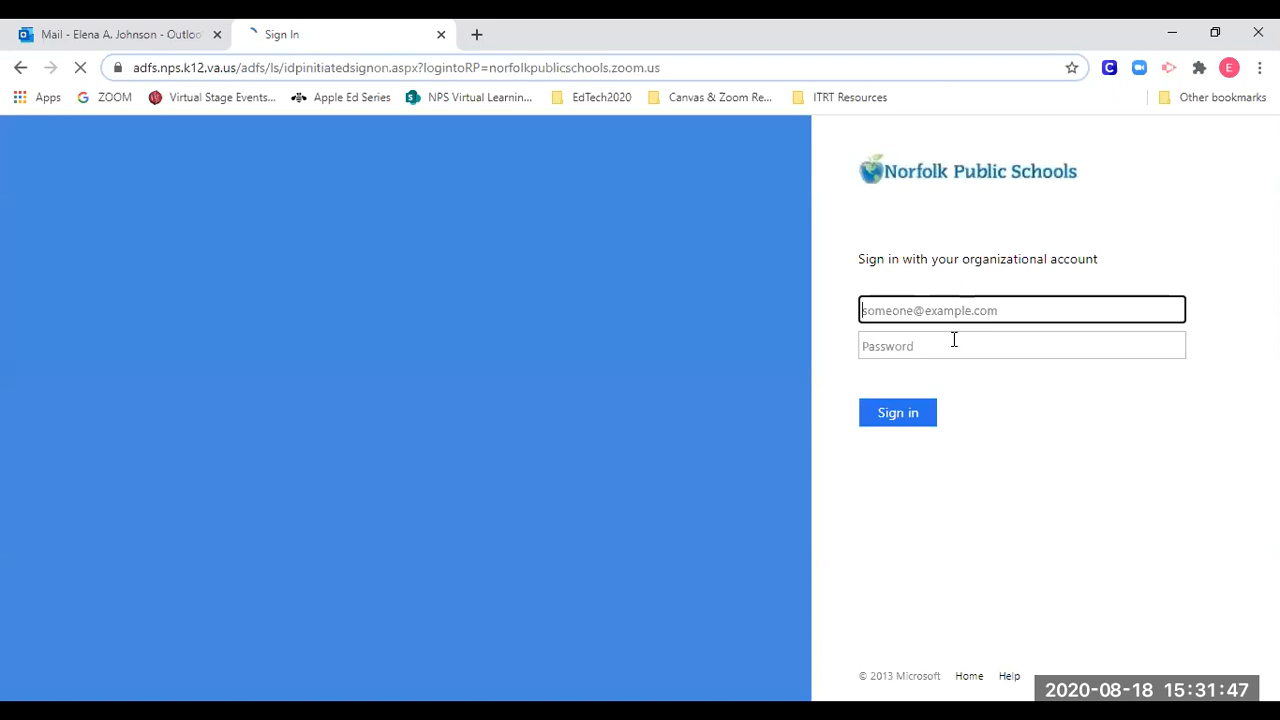 Mail - Elena A. Johnson - Outloo
Sign In
adfs.nps.k12.va.us/adfs/ls/idpinitiatedsignon.aspx?logintoRP=norfolkpublicschools.zoom.us
E
Apps
ZOOM
Virtual Stage Events...
Apple Ed Series
NPS Virtual Learnin...
EdTech2020
Canvas & Zoom Re...
ITRT Resources
Other bookmarks
Norfolk Public Schools
Sign in with your organizational account
someone@example.com
Password
Sign in
© 2013 Microsoft Home Help
2020-08-18 15:31:47